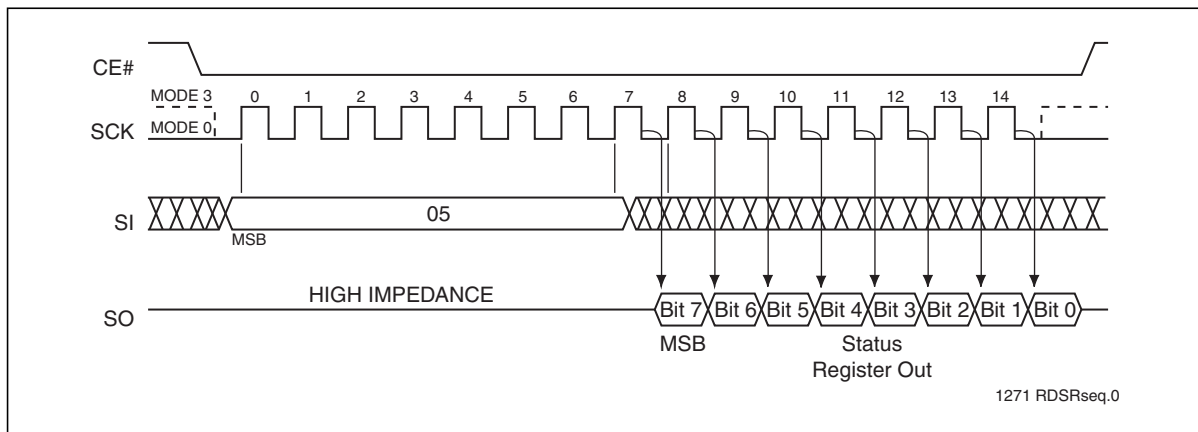 CE#
MODE 3 0 1 2 3 4 5 6 7 8 9 10 11 12 13 14
SCK MODE 0
SI 05
MSB
HIGH IMPEDANCE
SO Bit 7 Bit 6 Bit 5 Bit 4 Bit 3 Bit 2 Bit 1 Bit 0
MSB Status
Register Out
1271 RDSRseq.0